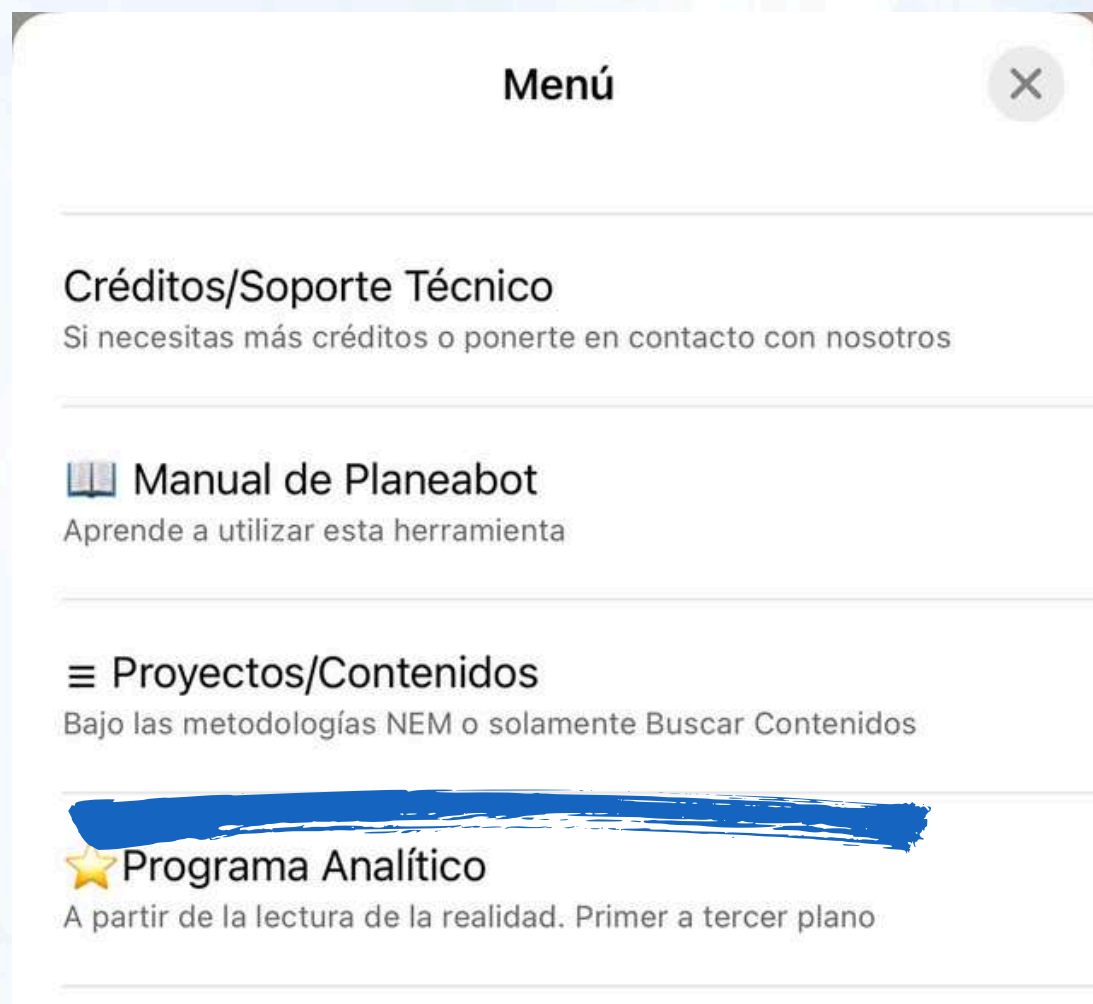 Menú
Créditos/Soporte Técnico
Si necesitas más créditos o ponerte en contacto con nosotros
📖 Manual de Planeabot
Aprende a utilizar esta herramienta
≡ Proyectos/Contenidos
Bajo las metodologías NEM o solamente Buscar Contenidos
⭐Programa Analítico
A partir de la lectura de la realidad. Primer a tercer plano